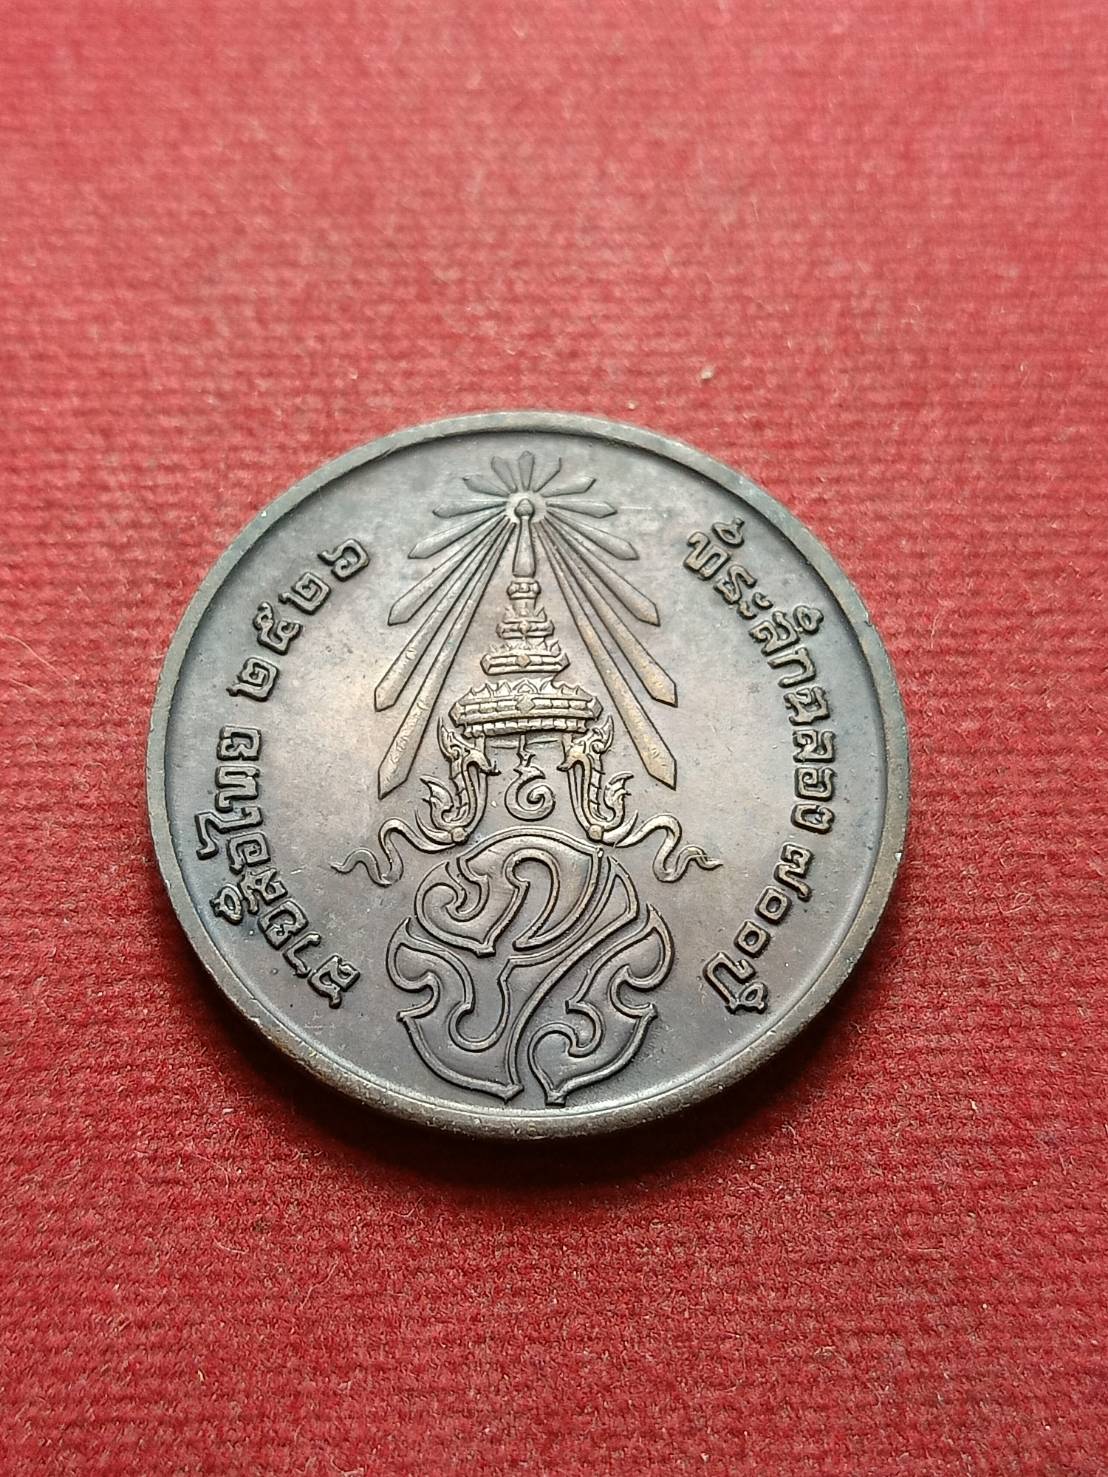 ลายสือไทย ๒๕๒๖
ที่ระลึกฉลอง ๗๐๐ ปี